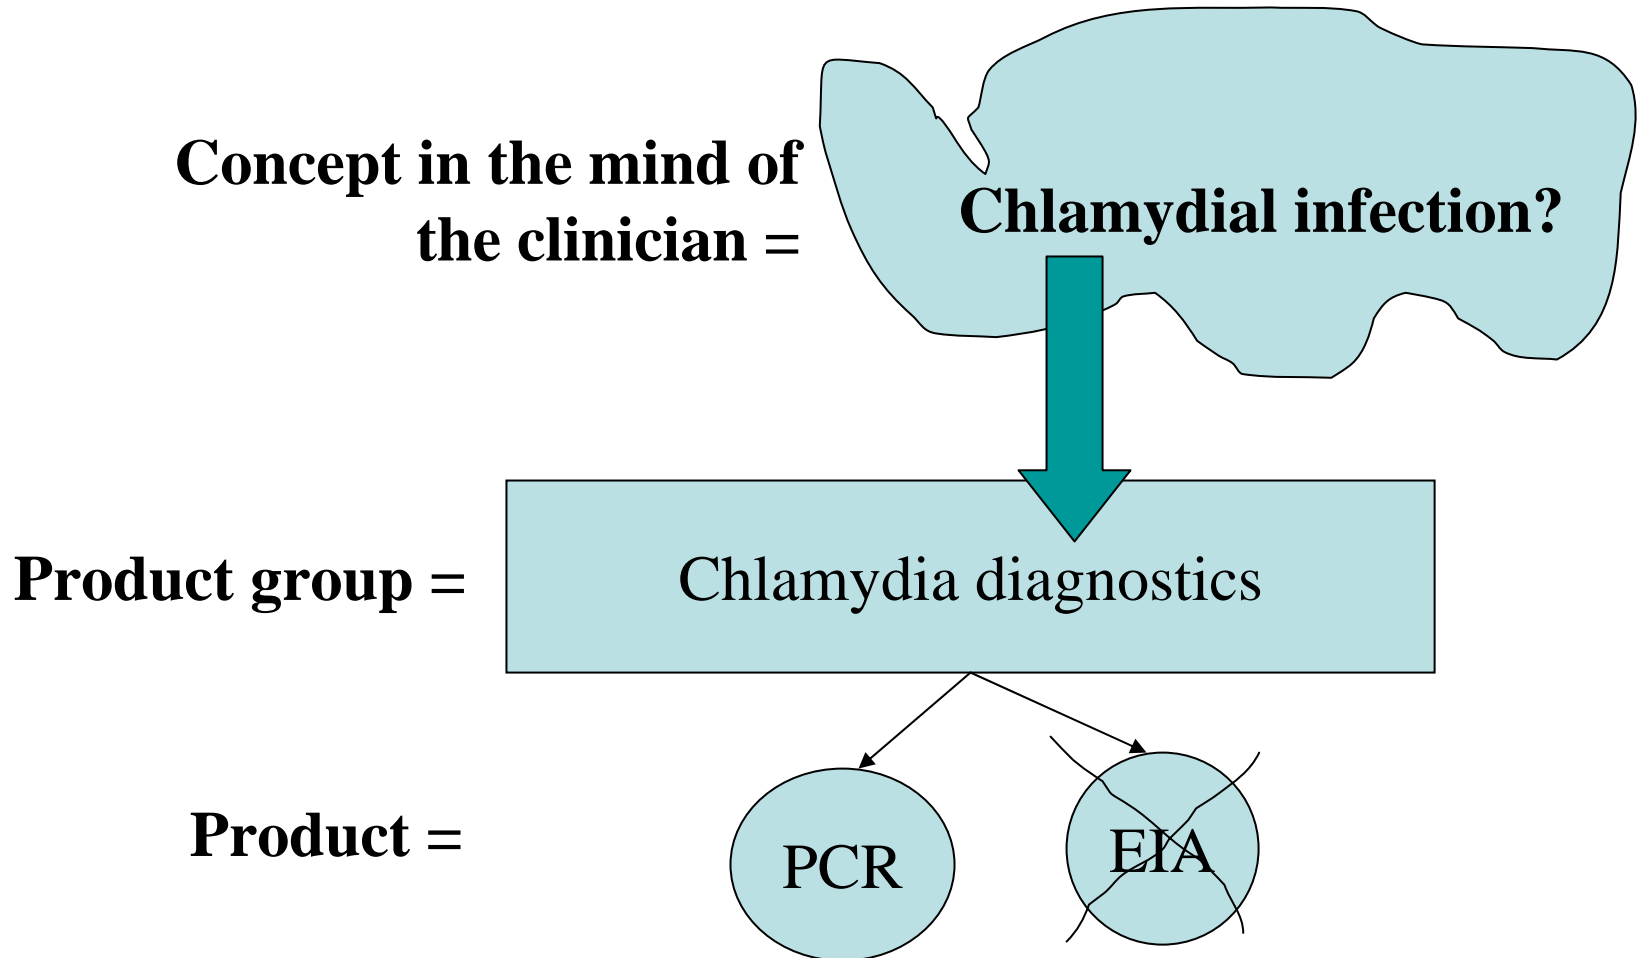 Concept in the mind of
the clinician =
Chlamydial infection?
Product group =
Chlamydia diagnostics
Product =
PCR
EIA